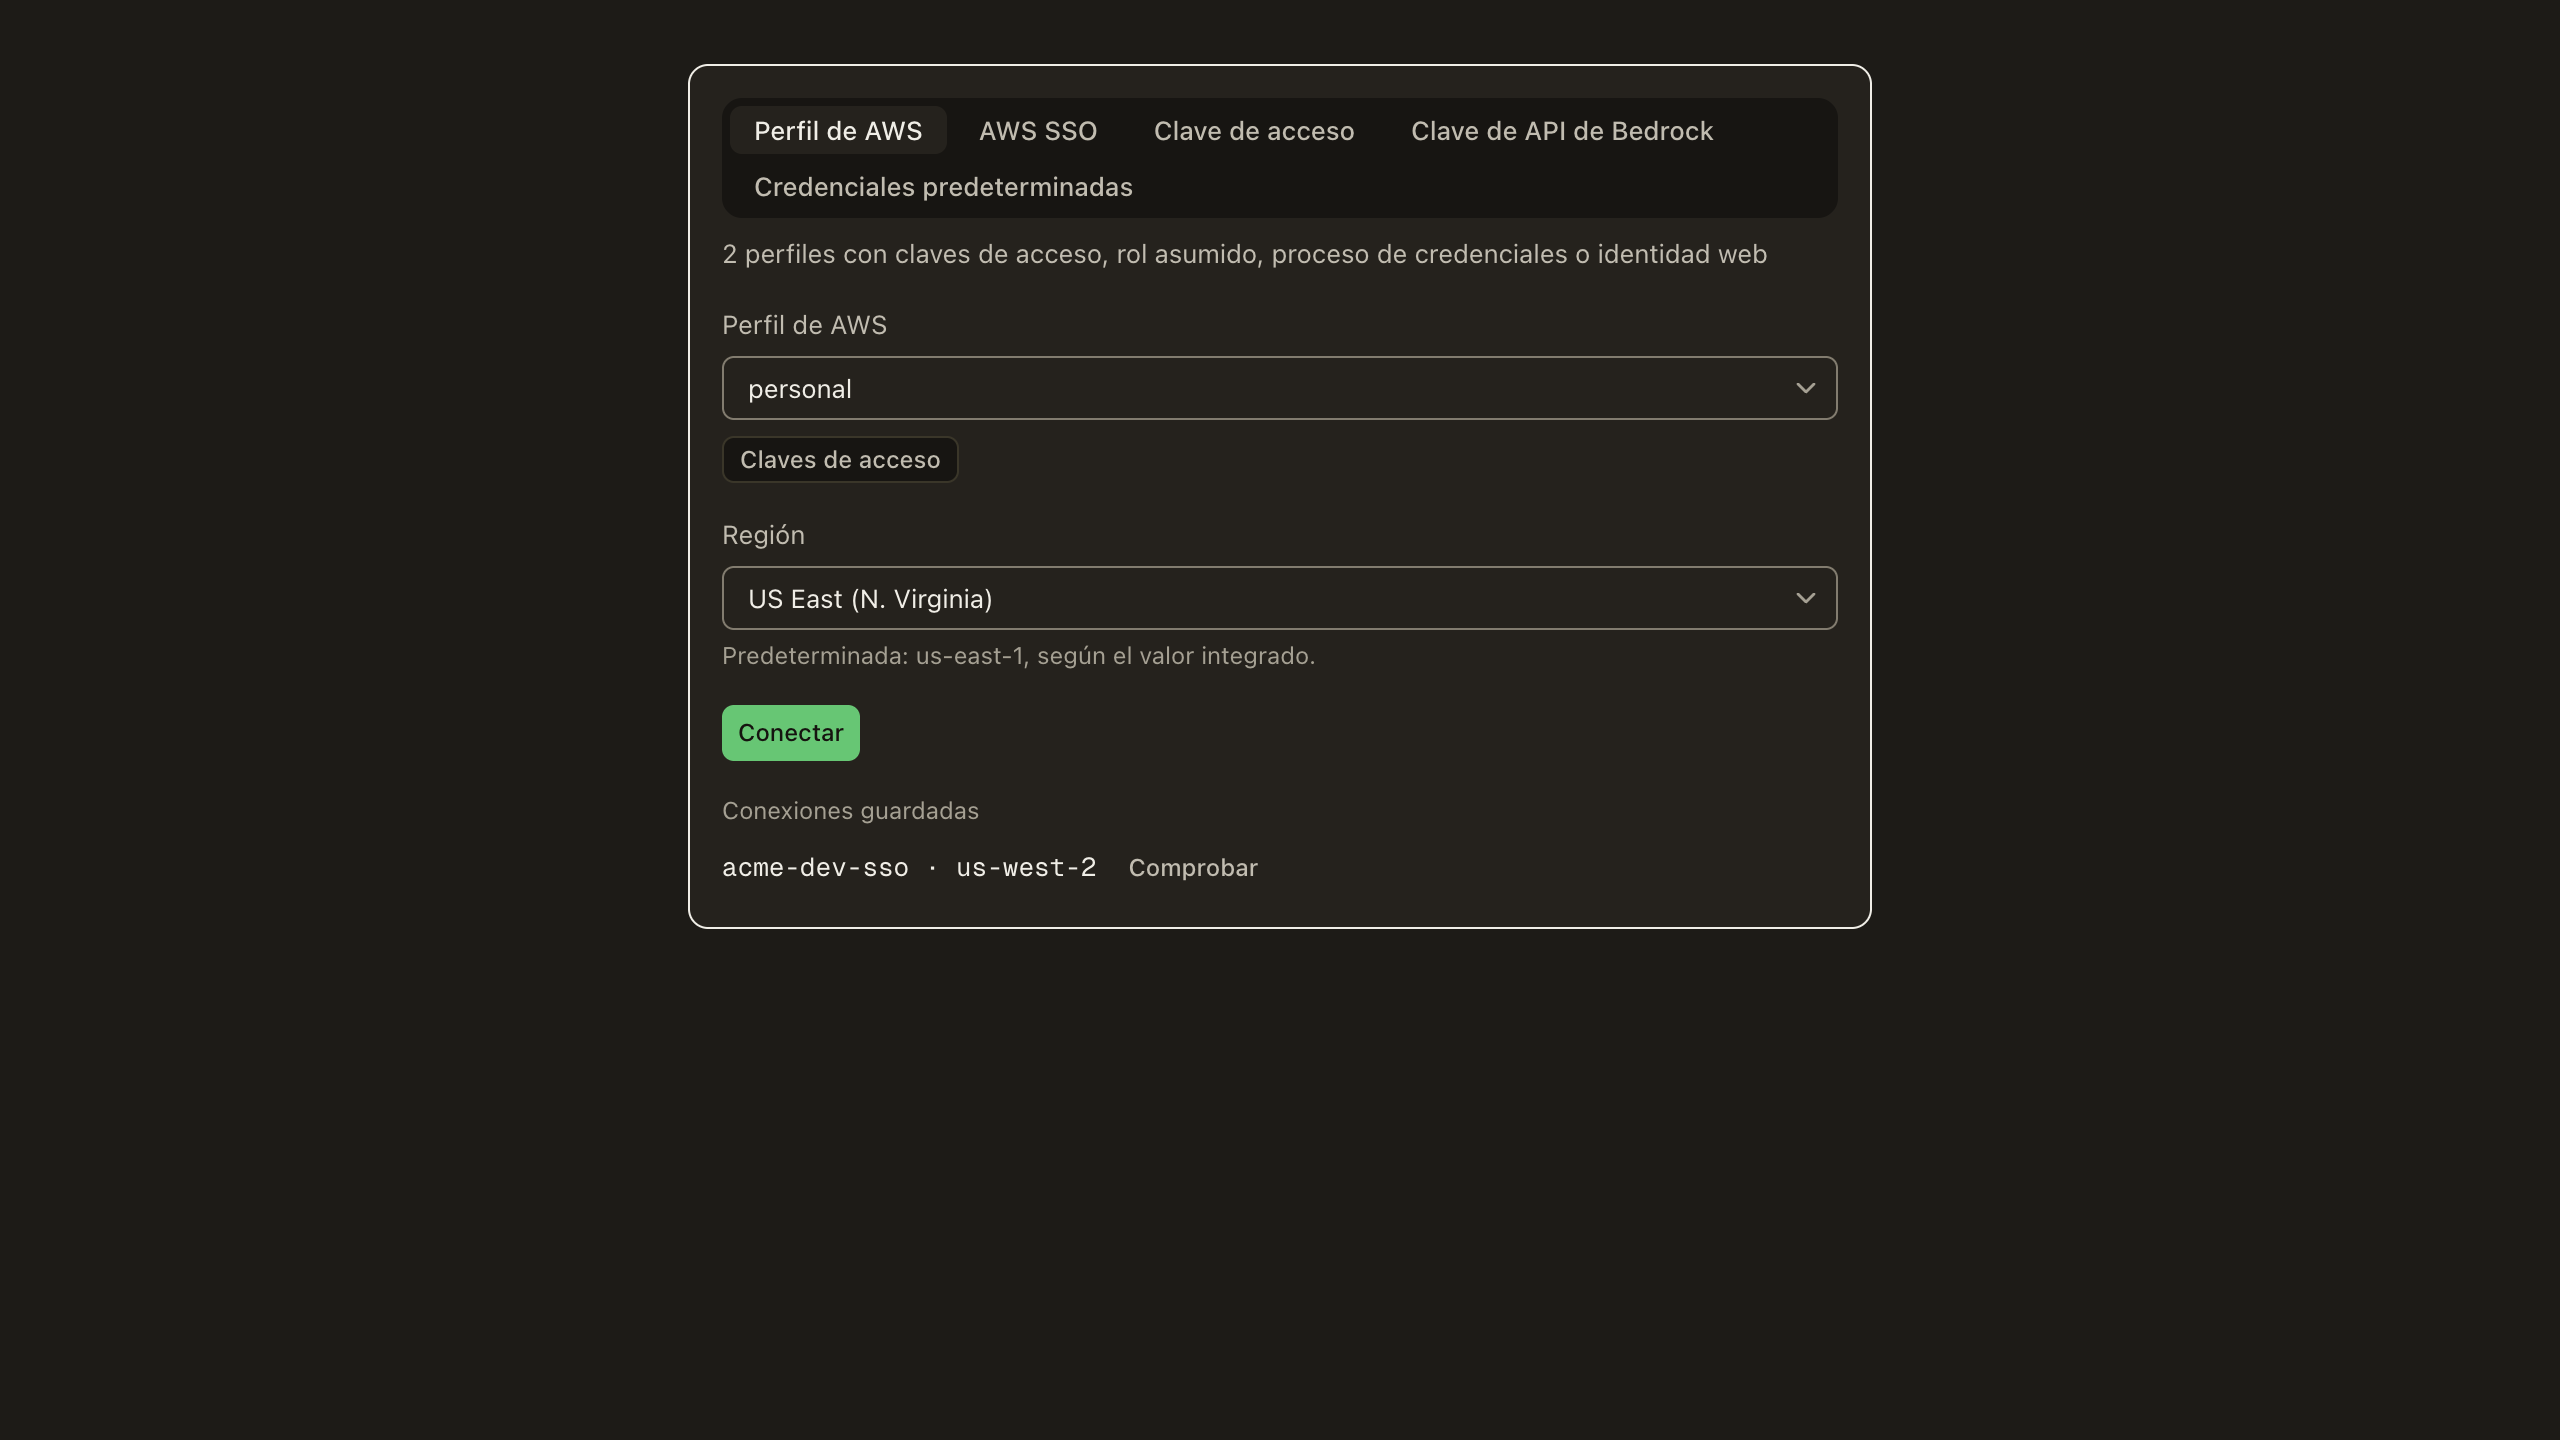 Perfil de AWS AWS SSO Clave de acceso Clave de API de Bedrock
Credenciales predeterminadas
2 perfiles con claves de acceso, rol asumido, proceso de credenciales o identidad web
Perfil de AWS
personal
Claves de acceso
Región
US East (N. Virginia)
Predeterminada: us-east-1, según el valor integrado.
Conectar
Conexiones guardadas
acme-dev-sso · us-west-2 Comprobar